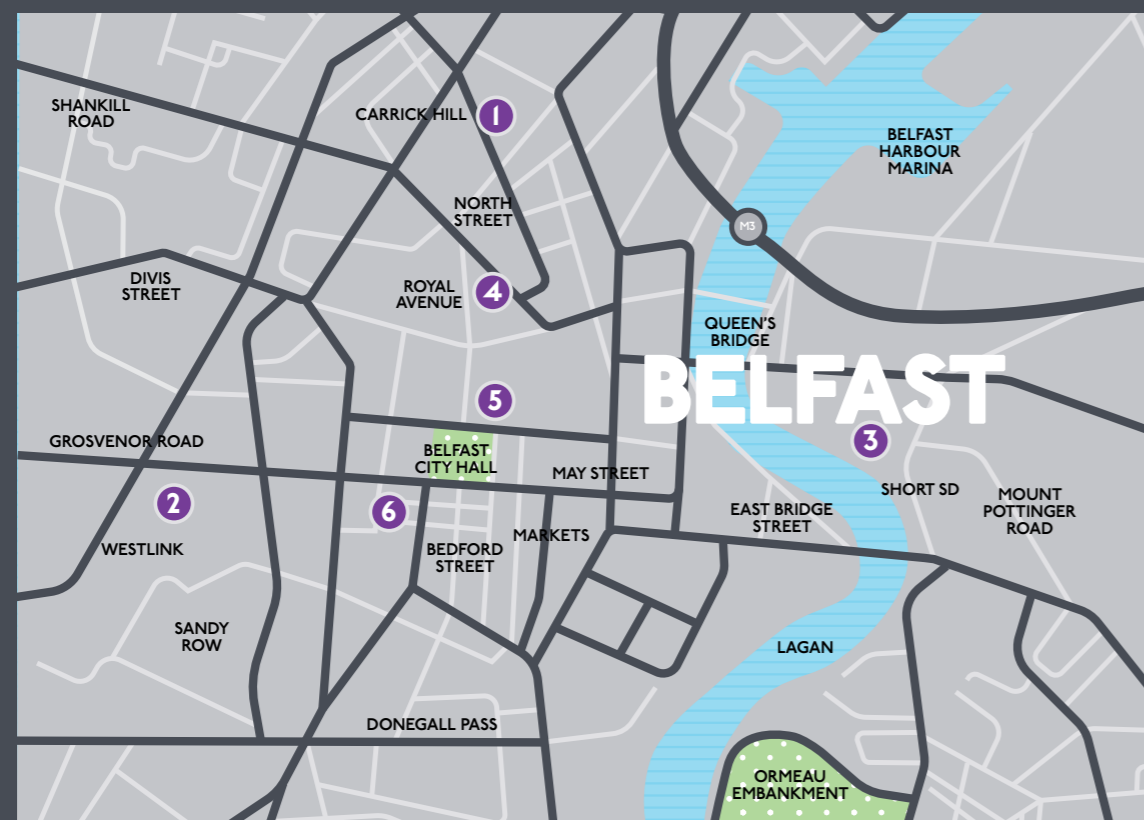 SHANKILL
ROAD
CARRICK HILL
1
BELFAST
HARBOUR
MARINA
NORTH
STREET
M3
DIVIS
STREET
ROYAL
AVENUE
4
QUEEN'S
BRIDGE
BELFAST
5
3
GROSVENOR ROAD
BELFAST
CITY HALL
MAY STREET
2
6
SHORT SD
MOUNT
POTTINGER
ROAD
EAST BRIDGE
STREET
WESTLINK
BEDFORD
STREET
MARKETS
SANDY
ROW
LAGAN
DONEGALL PASS
ORMEAU
EMBANKMENT